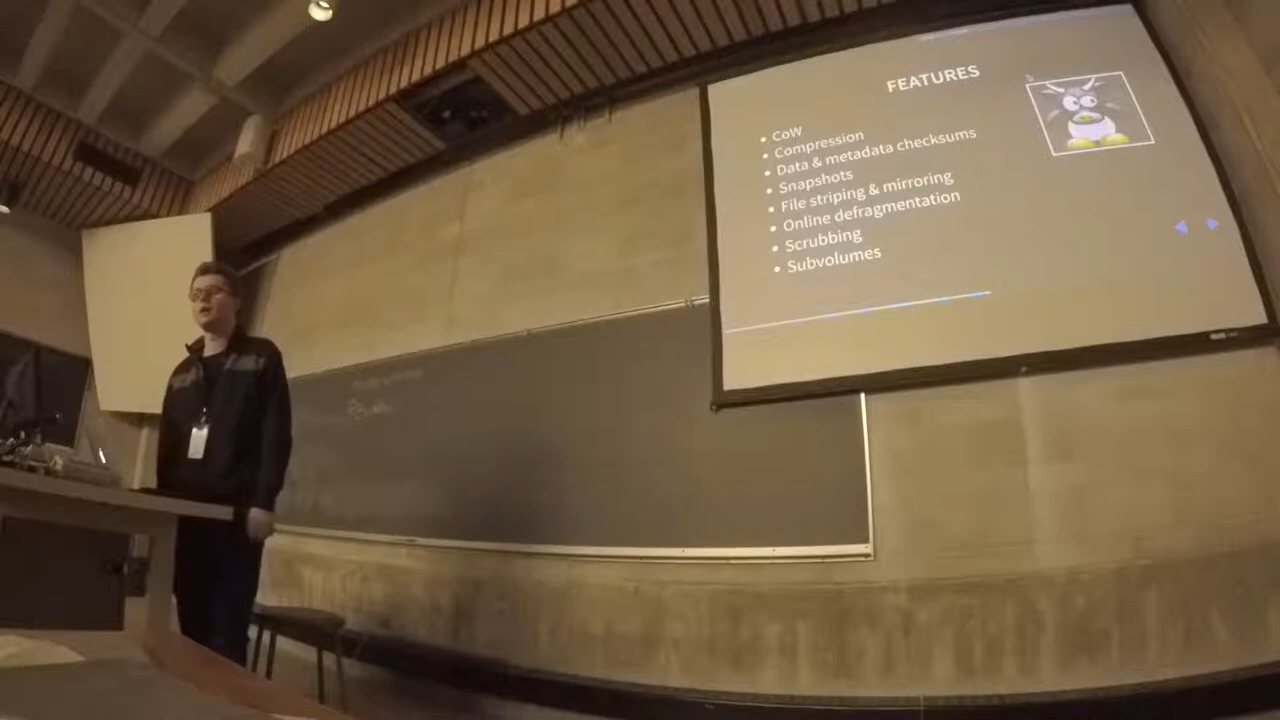 FEATURES
• CoW
• Compression
• Data & metadata checksums
• Snapshots
• File striping & mirroring
• Online defragmentation
• Scrubbing
• Subvolumes